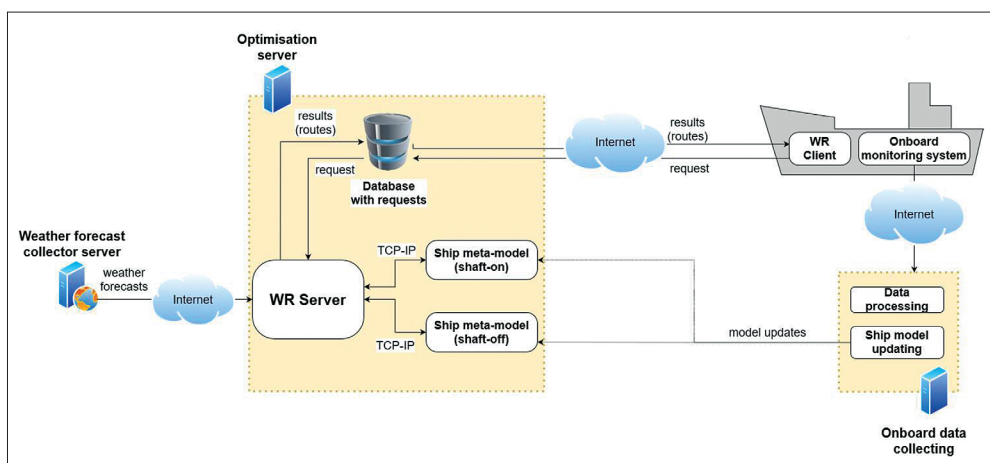 Optimisation
server
results
(routes)
request
Database
with requests
Internet
results
(routes)
request
WR
Client
Onboard
monitoring system
Internet
Weather forecast
collector server
weather
forecasts
Internet
WR Server
TCP-IP
Ship meta-model
(shaft-on)
TCP-IP
Ship meta-model
(shaft-off)
model updates
Data
processing
Ship model
updating
Onboard data
collecting